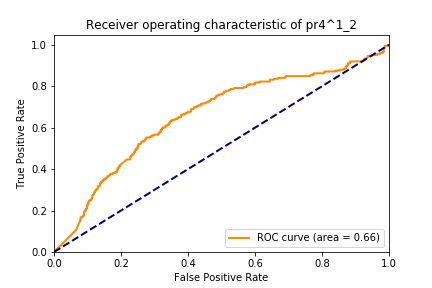 Receiver operating characteristic of pr4^1_2
True Positive Rate
1.0
0.8
0.6
0.4
0.2
0.0
0.0 0.2 0.4 0.6 0.8 1.0
False Positive Rate
ROC curve (area = 0.66)